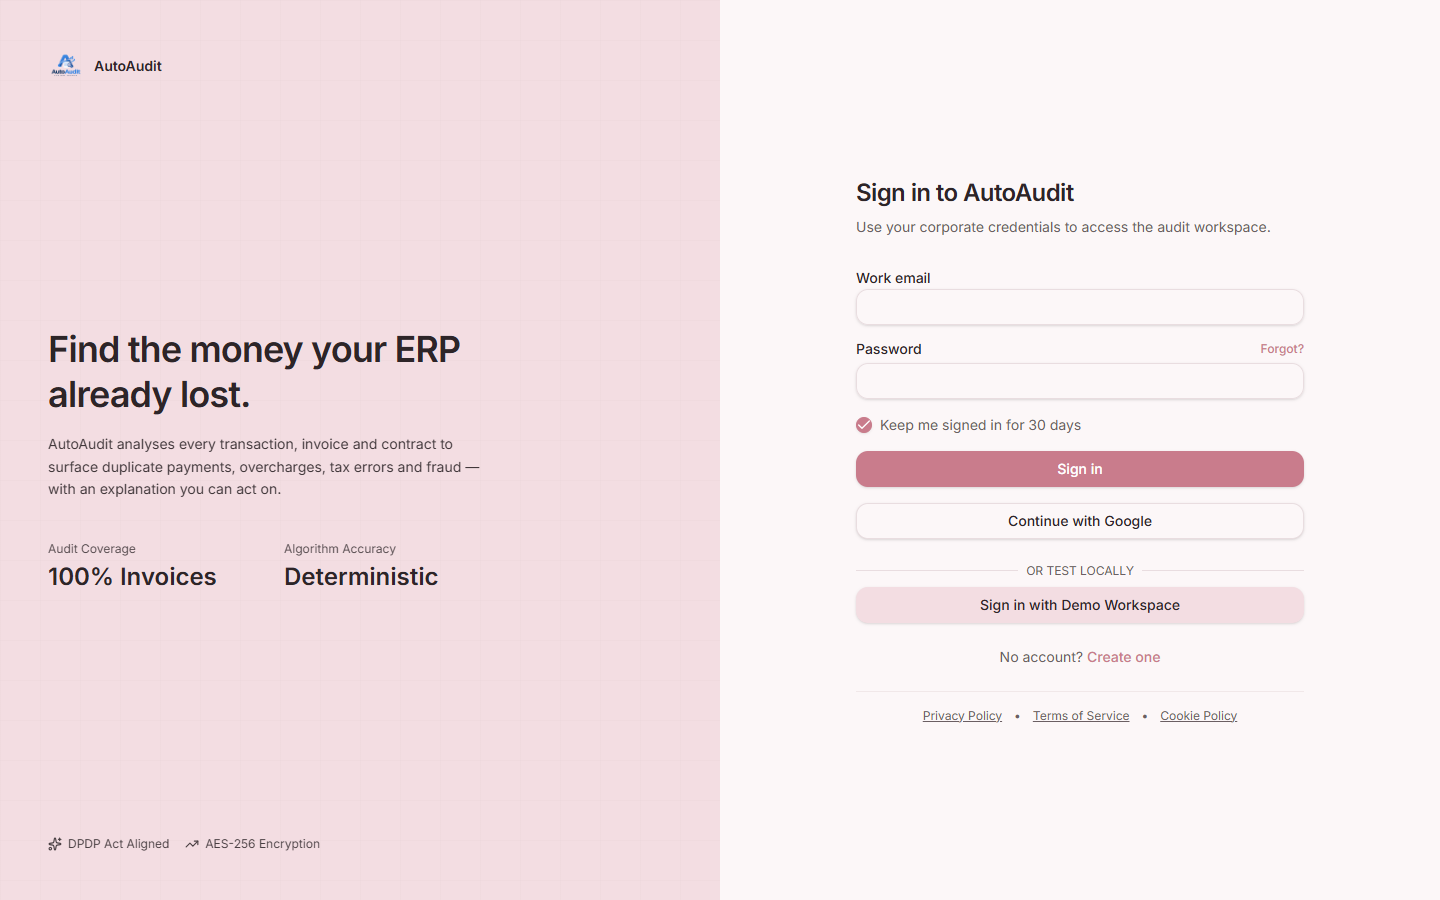 AutoAudit
AutoAudit
Find the money your ERP
already lost.
AutoAudit analyses every transaction, invoice and contract to
surface duplicate payments, overcharges, tax errors and fraud —
with an explanation you can act on.
Audit Coverage
100% Invoices
Algorithm Accuracy
Deterministic
DPDP Act Aligned
AES-256 Encryption
Sign in to AutoAudit
Use your corporate credentials to access the audit workspace.
Work email
Password
Forgot?
Keep me signed in for 30 days
Sign in
Continue with Google
OR TEST LOCALLY
Sign in with Demo Workspace
No account? Create one
Privacy Policy • Terms of Service • Cookie Policy